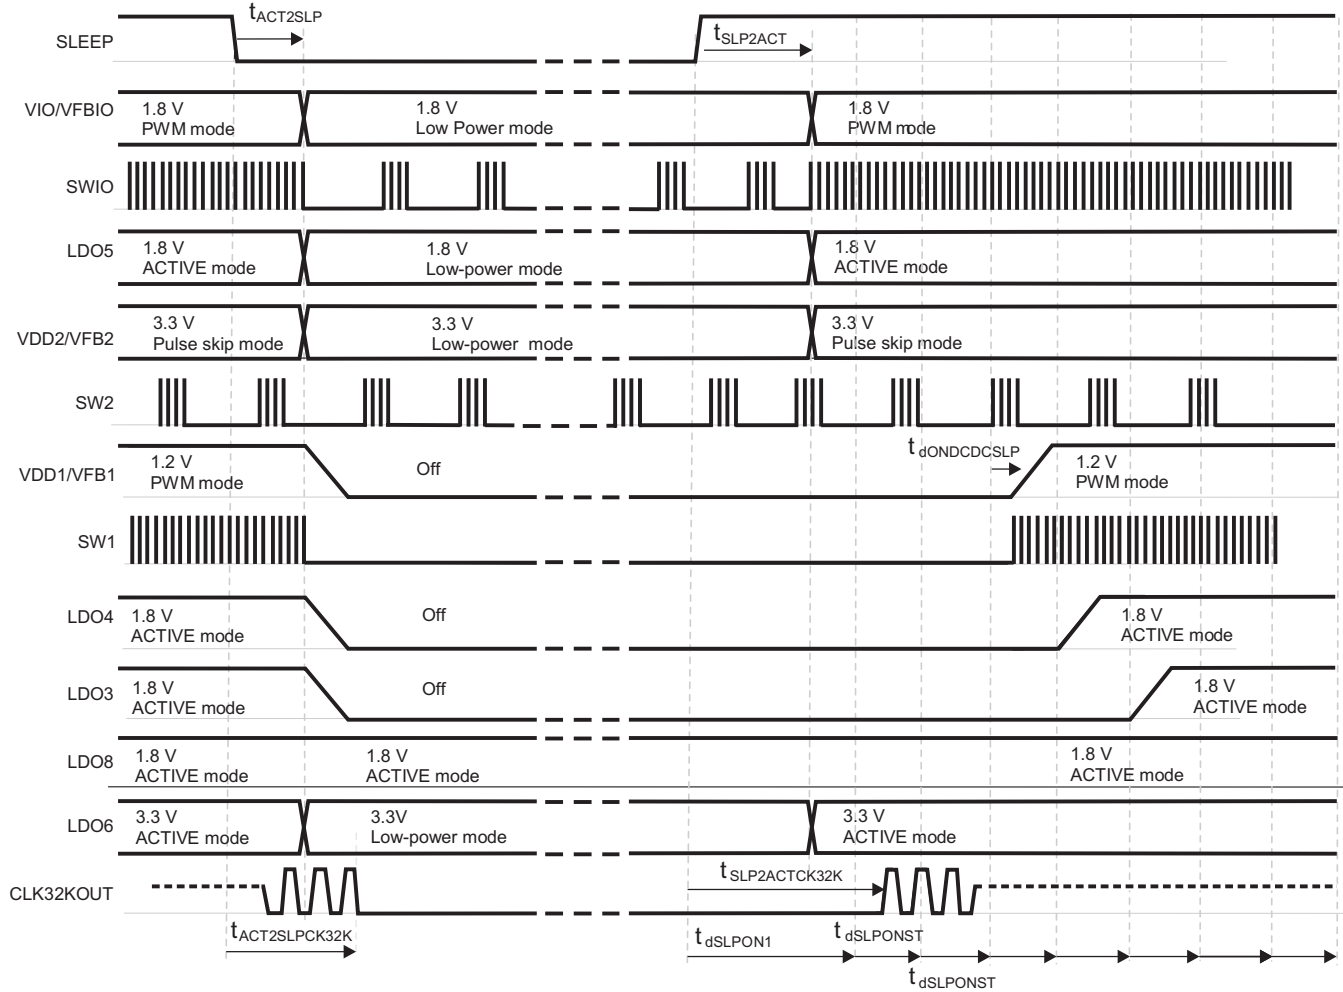 tACT2SLP
SLEEP
tSLP2ACT
VIO/VFBIO
1.8 V
PWM mode
1.8 V
Low Power mode
1.8 V
PWM mode
SWIO
LDO5
1.8 V
ACTIVE mode
1.8 V
Low-power mode
1.8 V
ACTIVE mode
VDD2/VFB2
3.3 V
Pulse skip mode
3.3 V
Low-power mode
3.3 V
Pulse skip mode
SW2
VDD1/VFB1
1.2 V
PWM mode
Off
tdONDCDCSLP
1.2 V
PWM mode
SW1
LDO4
1.8 V
ACTIVE mode
Off
1.8 V
ACTIVE mode
LDO3
1.8 V
ACTIVE mode
Off
1.8 V
ACTIVE mode
LDO8
1.8 V
ACTIVE mode
1.8 V
ACTIVE mode
1.8 V
ACTIVE mode
LDO6
3.3 V
ACTIVE mode
3.3V
Low-power mode
3.3 V
ACTIVE mode
CLK32KOUT
tSLP2ACTCK32K
tACT2SLPCK32K
tdSLPON1
tdSLPONST
tdSLPONST